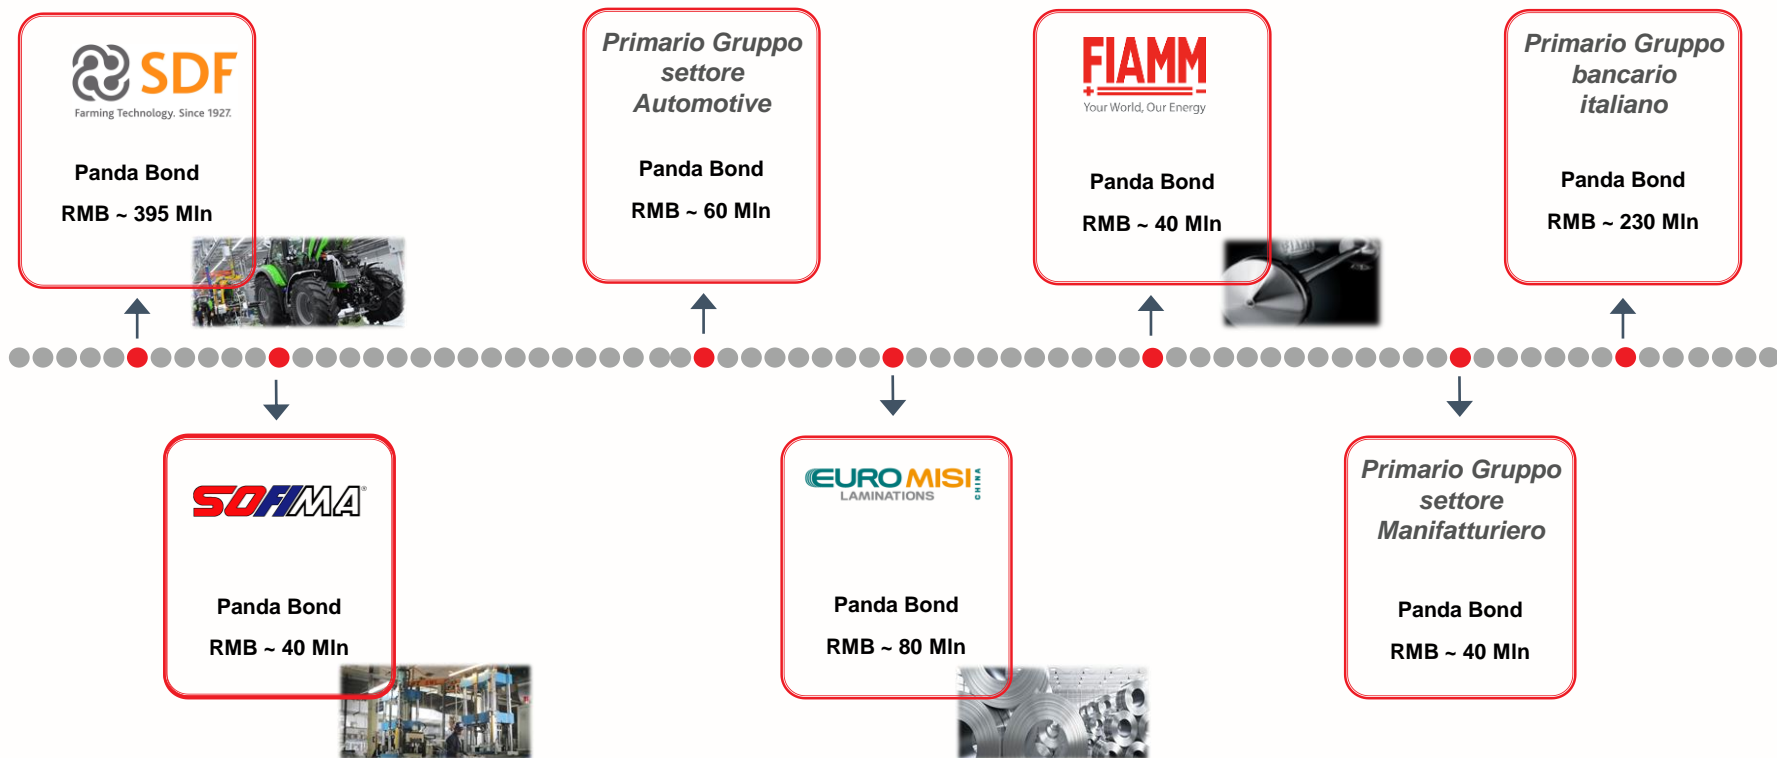 SDF
Farming Technology. Since 1927.
Panda Bond
RMB ~ 395 Mln
Primario Gruppo
settore
Automotive
Panda Bond
RMB ~ 60 Mln
FIAMM
Your World, Our Energy
Panda Bond
RMB ~ 40 Mln
FIAMM
Primario Gruppo
bancario
italiano
Panda Bond
RMB ~ 230 Mln
SOFIMA®
Panda Bond
RMB ~ 40 Mln
EURO MISI CHINA
LAMINATIONS
Panda Bond
RMB ~ 80 Mln
Primario Gruppo
settore
Manifatturiero
Panda Bond
RMB ~ 40 Mln